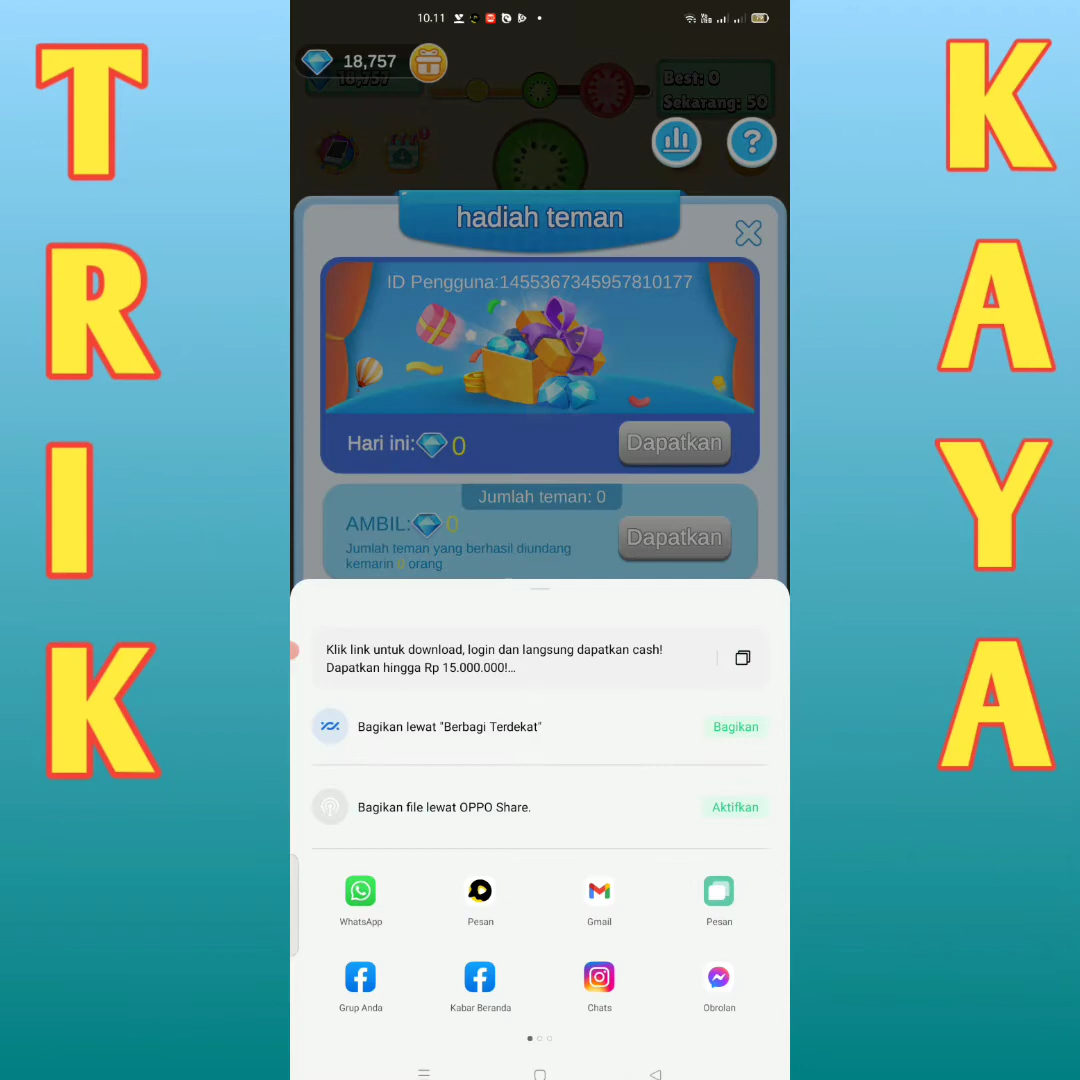 T
R
I
K
K
A
Y
A
10.11
18,757
18,757
Best: 0
Sekarang: 50
hadiah teman
ID Pengguna:1455367345957810177
Hari ini: 0
Dapatkan
Jumlah teman: 0
AMBIL: 0
Jumlah teman yang berhasil diundang
kemarin 0 orang
Dapatkan
Klik link untuk download, login dan langsung dapatkan cash!
Dapatkan hingga Rp 15.000.000!...
Bagikan lewat "Berbagi Terdekat"
Bagikan
Bagikan file lewat OPPO Share.
Aktifkan
WhatsApp
Pesan
Gmail
Pesan
Grup Anda
Kabar Beranda
Chats
Obrolan